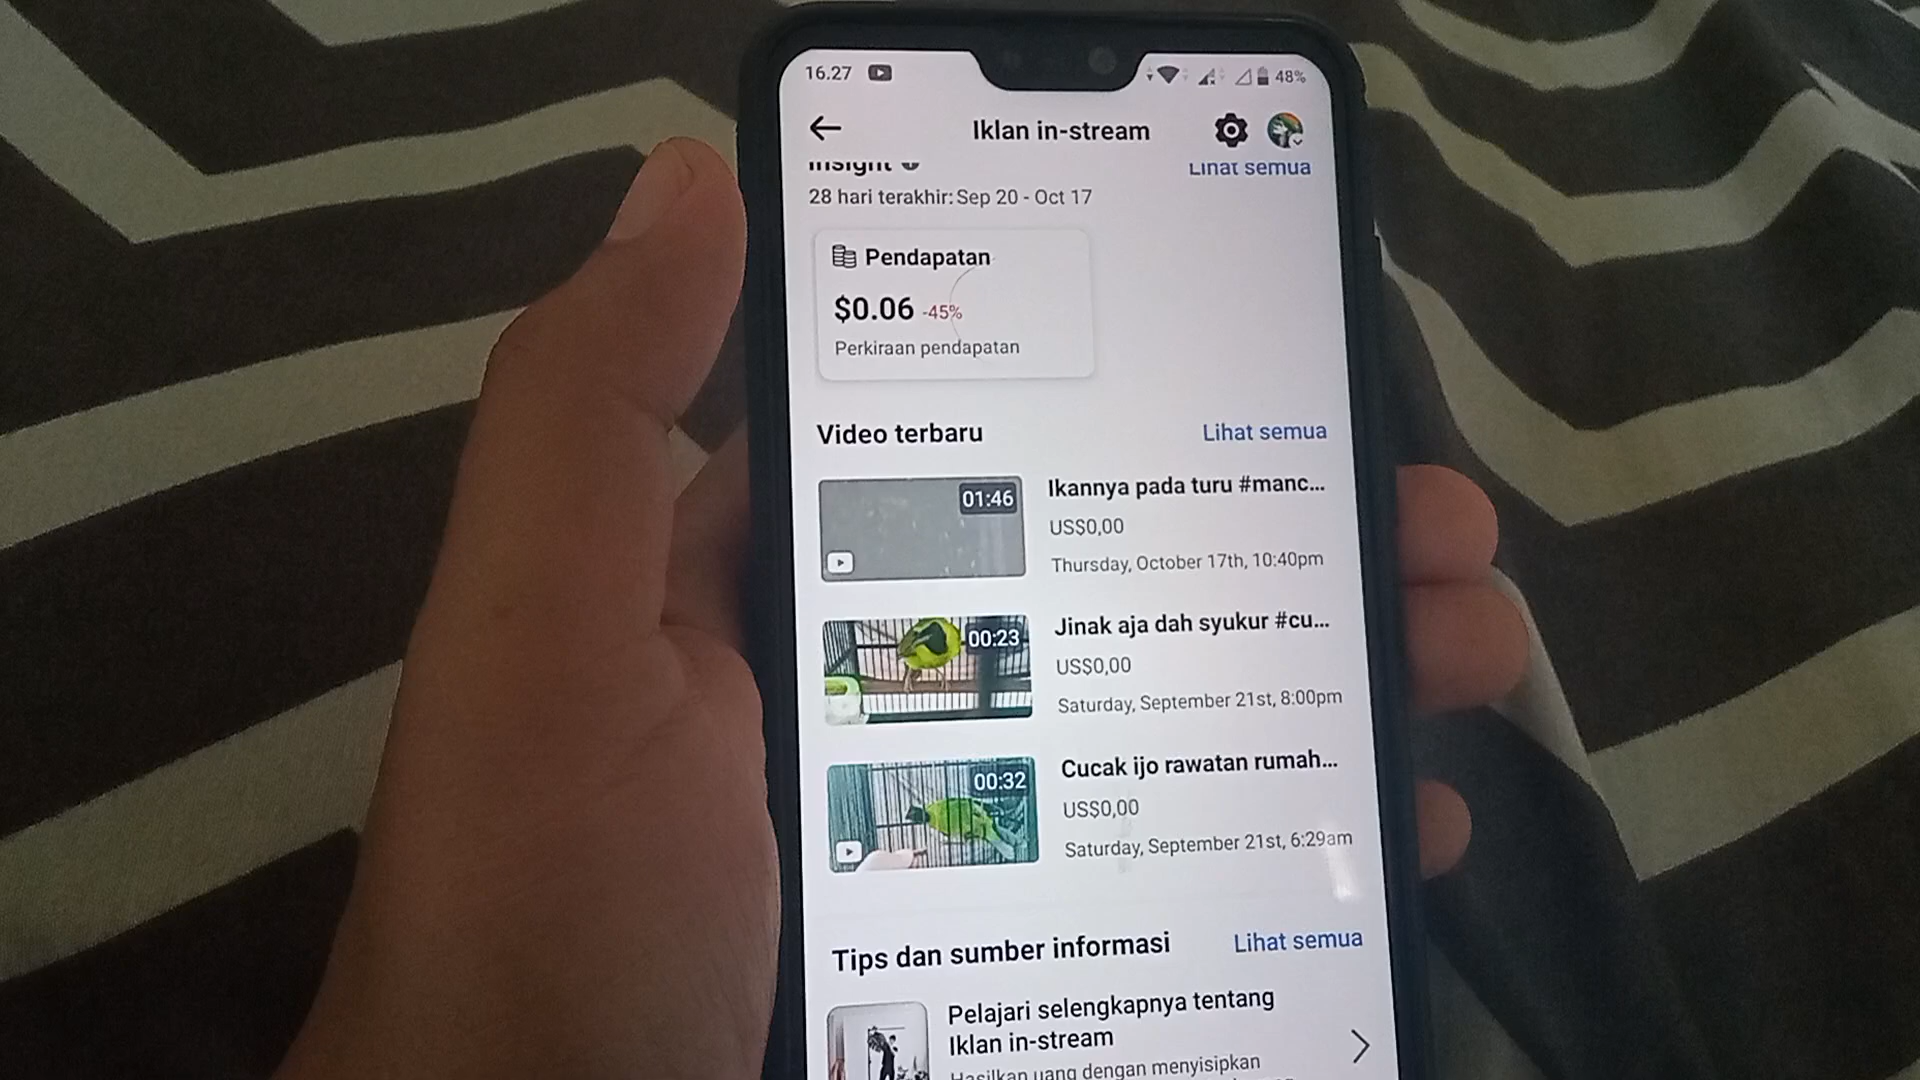 16.27
48%
Iklan in-stream
Insight
Lihat semua
28 hari terakhir: Sep 20 - Oct 17
Pendapatan
$0.06 -45%
Perkiraan pendapatan
Video terbaru
Lihat semua
01:46
Ikannya pada turu #manc...
US$0,00
Thursday, October 17th, 10:40pm
00:23
Jinak aja dah syukur #cu...
US$0,00
Saturday, September 21st, 8:00pm
00:32
Cucak ijo rawatan rumah...
US$0,00
Saturday, September 21st, 6:29am
Tips dan sumber informasi
Lihat semua
Pelajari selengkapnya tentang
Iklan in-stream
Hasilkan uang dengan menyisipkan